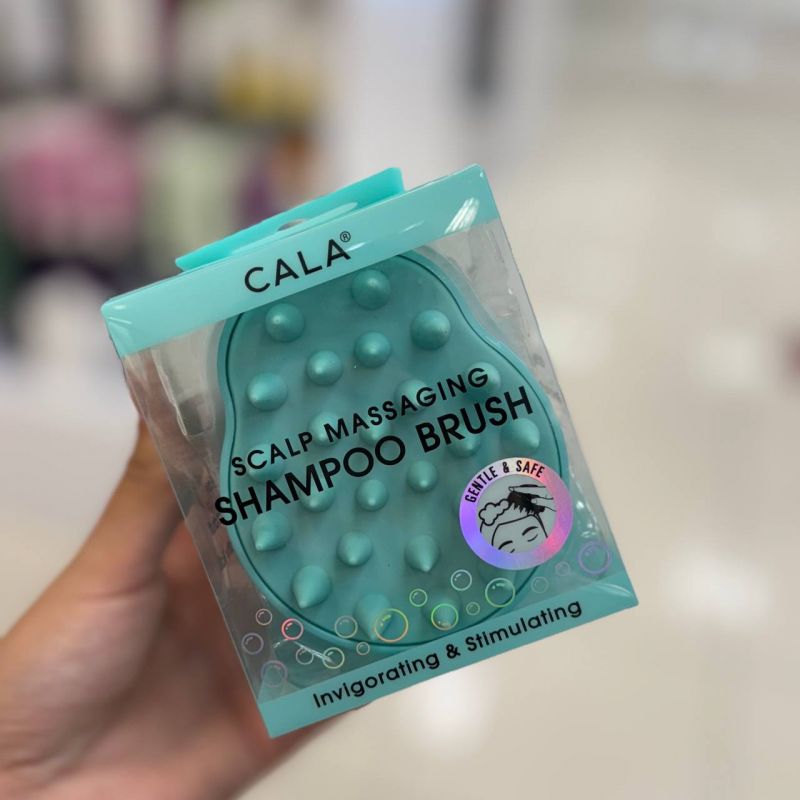 CALA®
SCALP MASSAGING
SHAMPOO BRUSH
GENTLE & SAFE
Invigorating & Stimulating